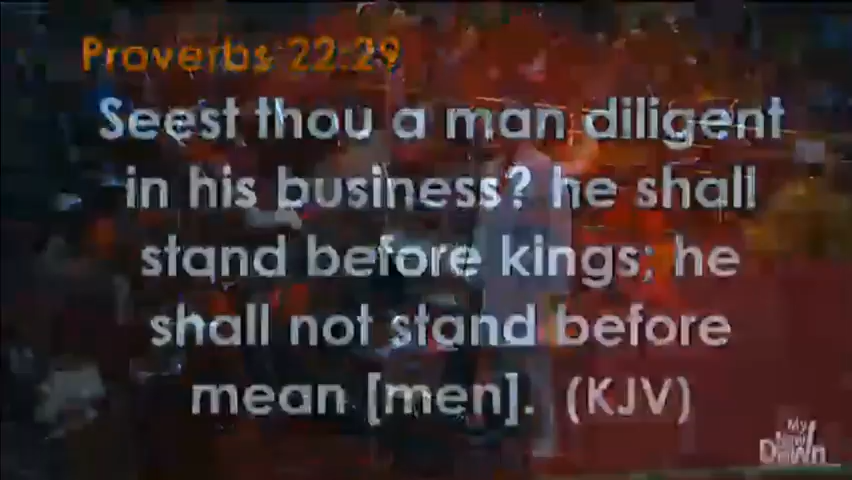 Proverbs 22:29
Seest thou a man diligent
in his business? he shall
stand before kings; he
shall not stand before
mean [men]. (KJV)
My
New
Dawn